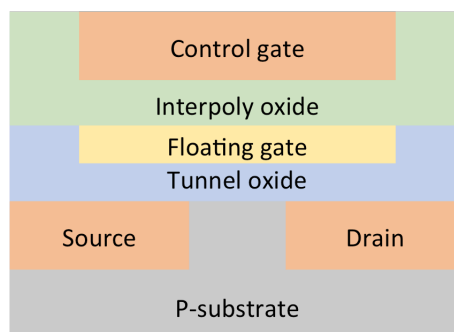 Control gate
Interpoly oxide
Floating gate
Tunnel oxide
Source
Drain
P-substrate